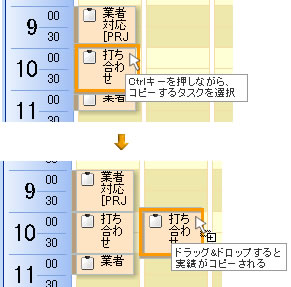 9 00 業者
30 対応
[PRJ
10 00 打ち
30 合わ
せ
11 00 業者
Ctrlキーを押しながら、
コピーするタスクを選択
9 00 業者
30 対応
[PRJ
10 00 打ち 打ち
30 合わ 合わ
せ せ
11 00 業者
30
ドラッグ&ドロップすると
実績がコピーされる